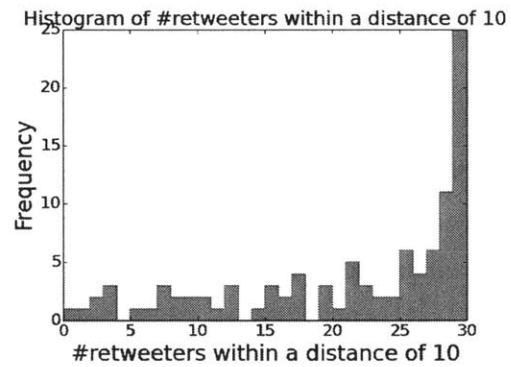 Histogram of #retweeters within a distance of 10
25
20
15
10
5
0
Frequency
0 5 10 15 20 25 30
#retweeters within a distance of 10